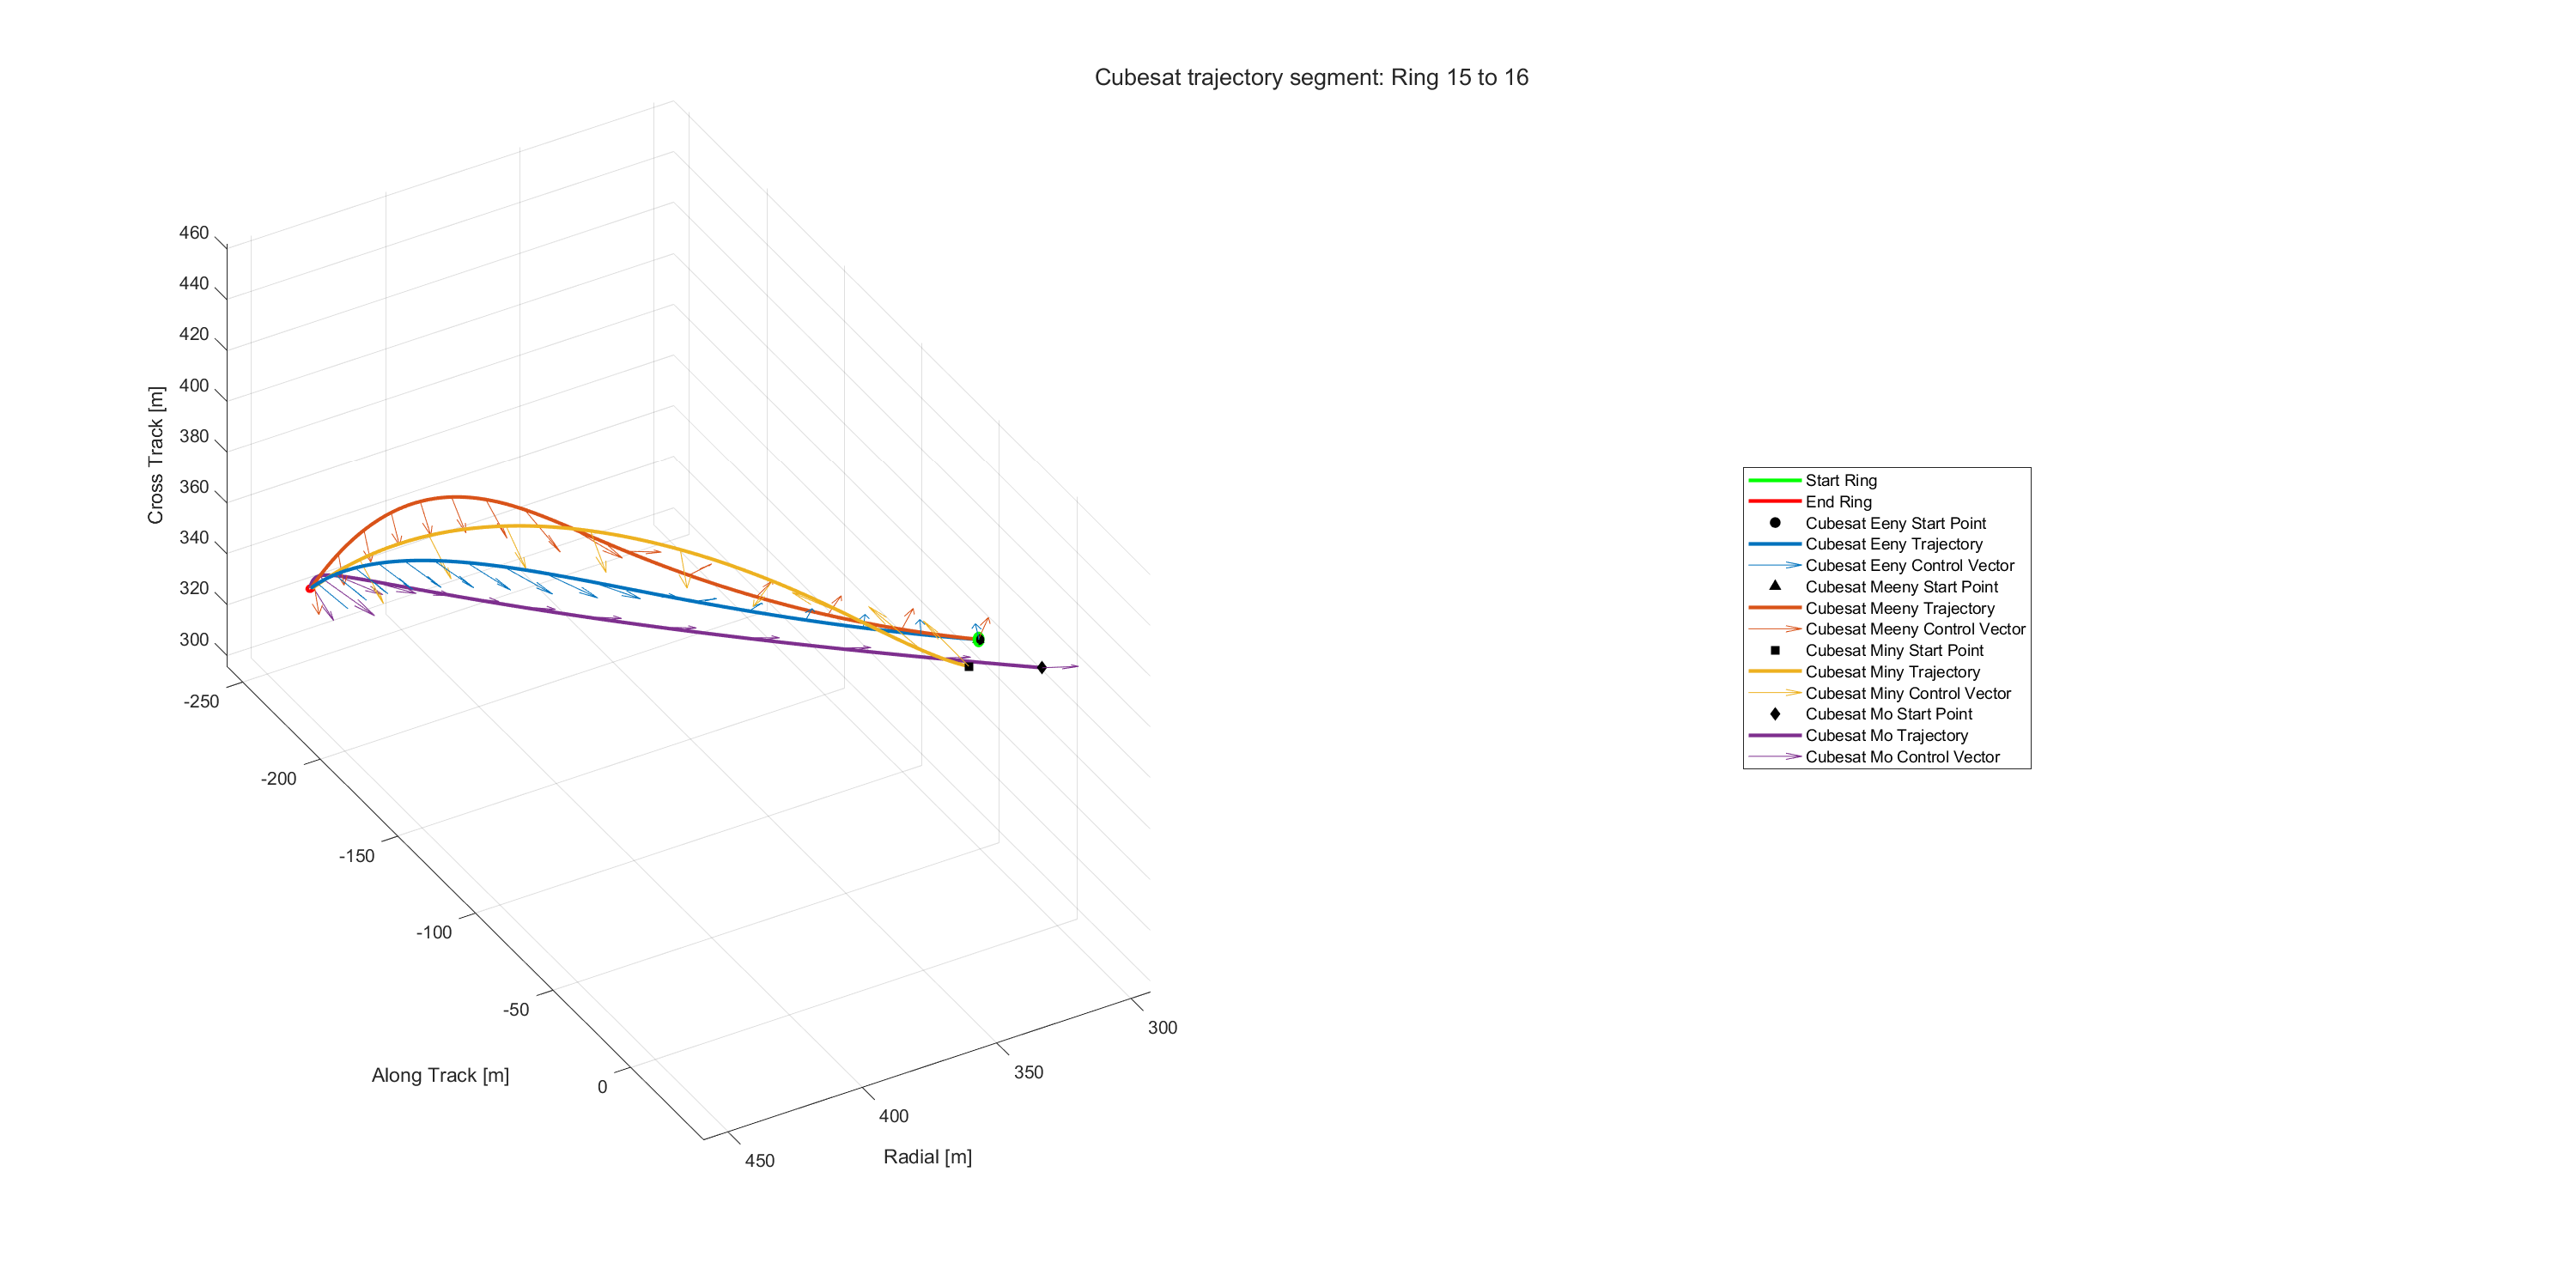 Cubesat trajectory segment: Ring 15 to 16
460
440
420
400
380
360
340
320
300
Cross Track [m]
-250
-200
-150
-100
-50
0
Along Track [m]
450
400
350
300
Radial [m]
Start Ring
End Ring
Cubesat Eeny Start Point
Cubesat Eeny Trajectory
Cubesat Eeny Control Vector
Cubesat Meeny Start Point
Cubesat Meeny Trajectory
Cubesat Meeny Control Vector
Cubesat Miny Start Point
Cubesat Miny Trajectory
Cubesat Miny Control Vector
Cubesat Mo Start Point
Cubesat Mo Trajectory
Cubesat Mo Control Vector